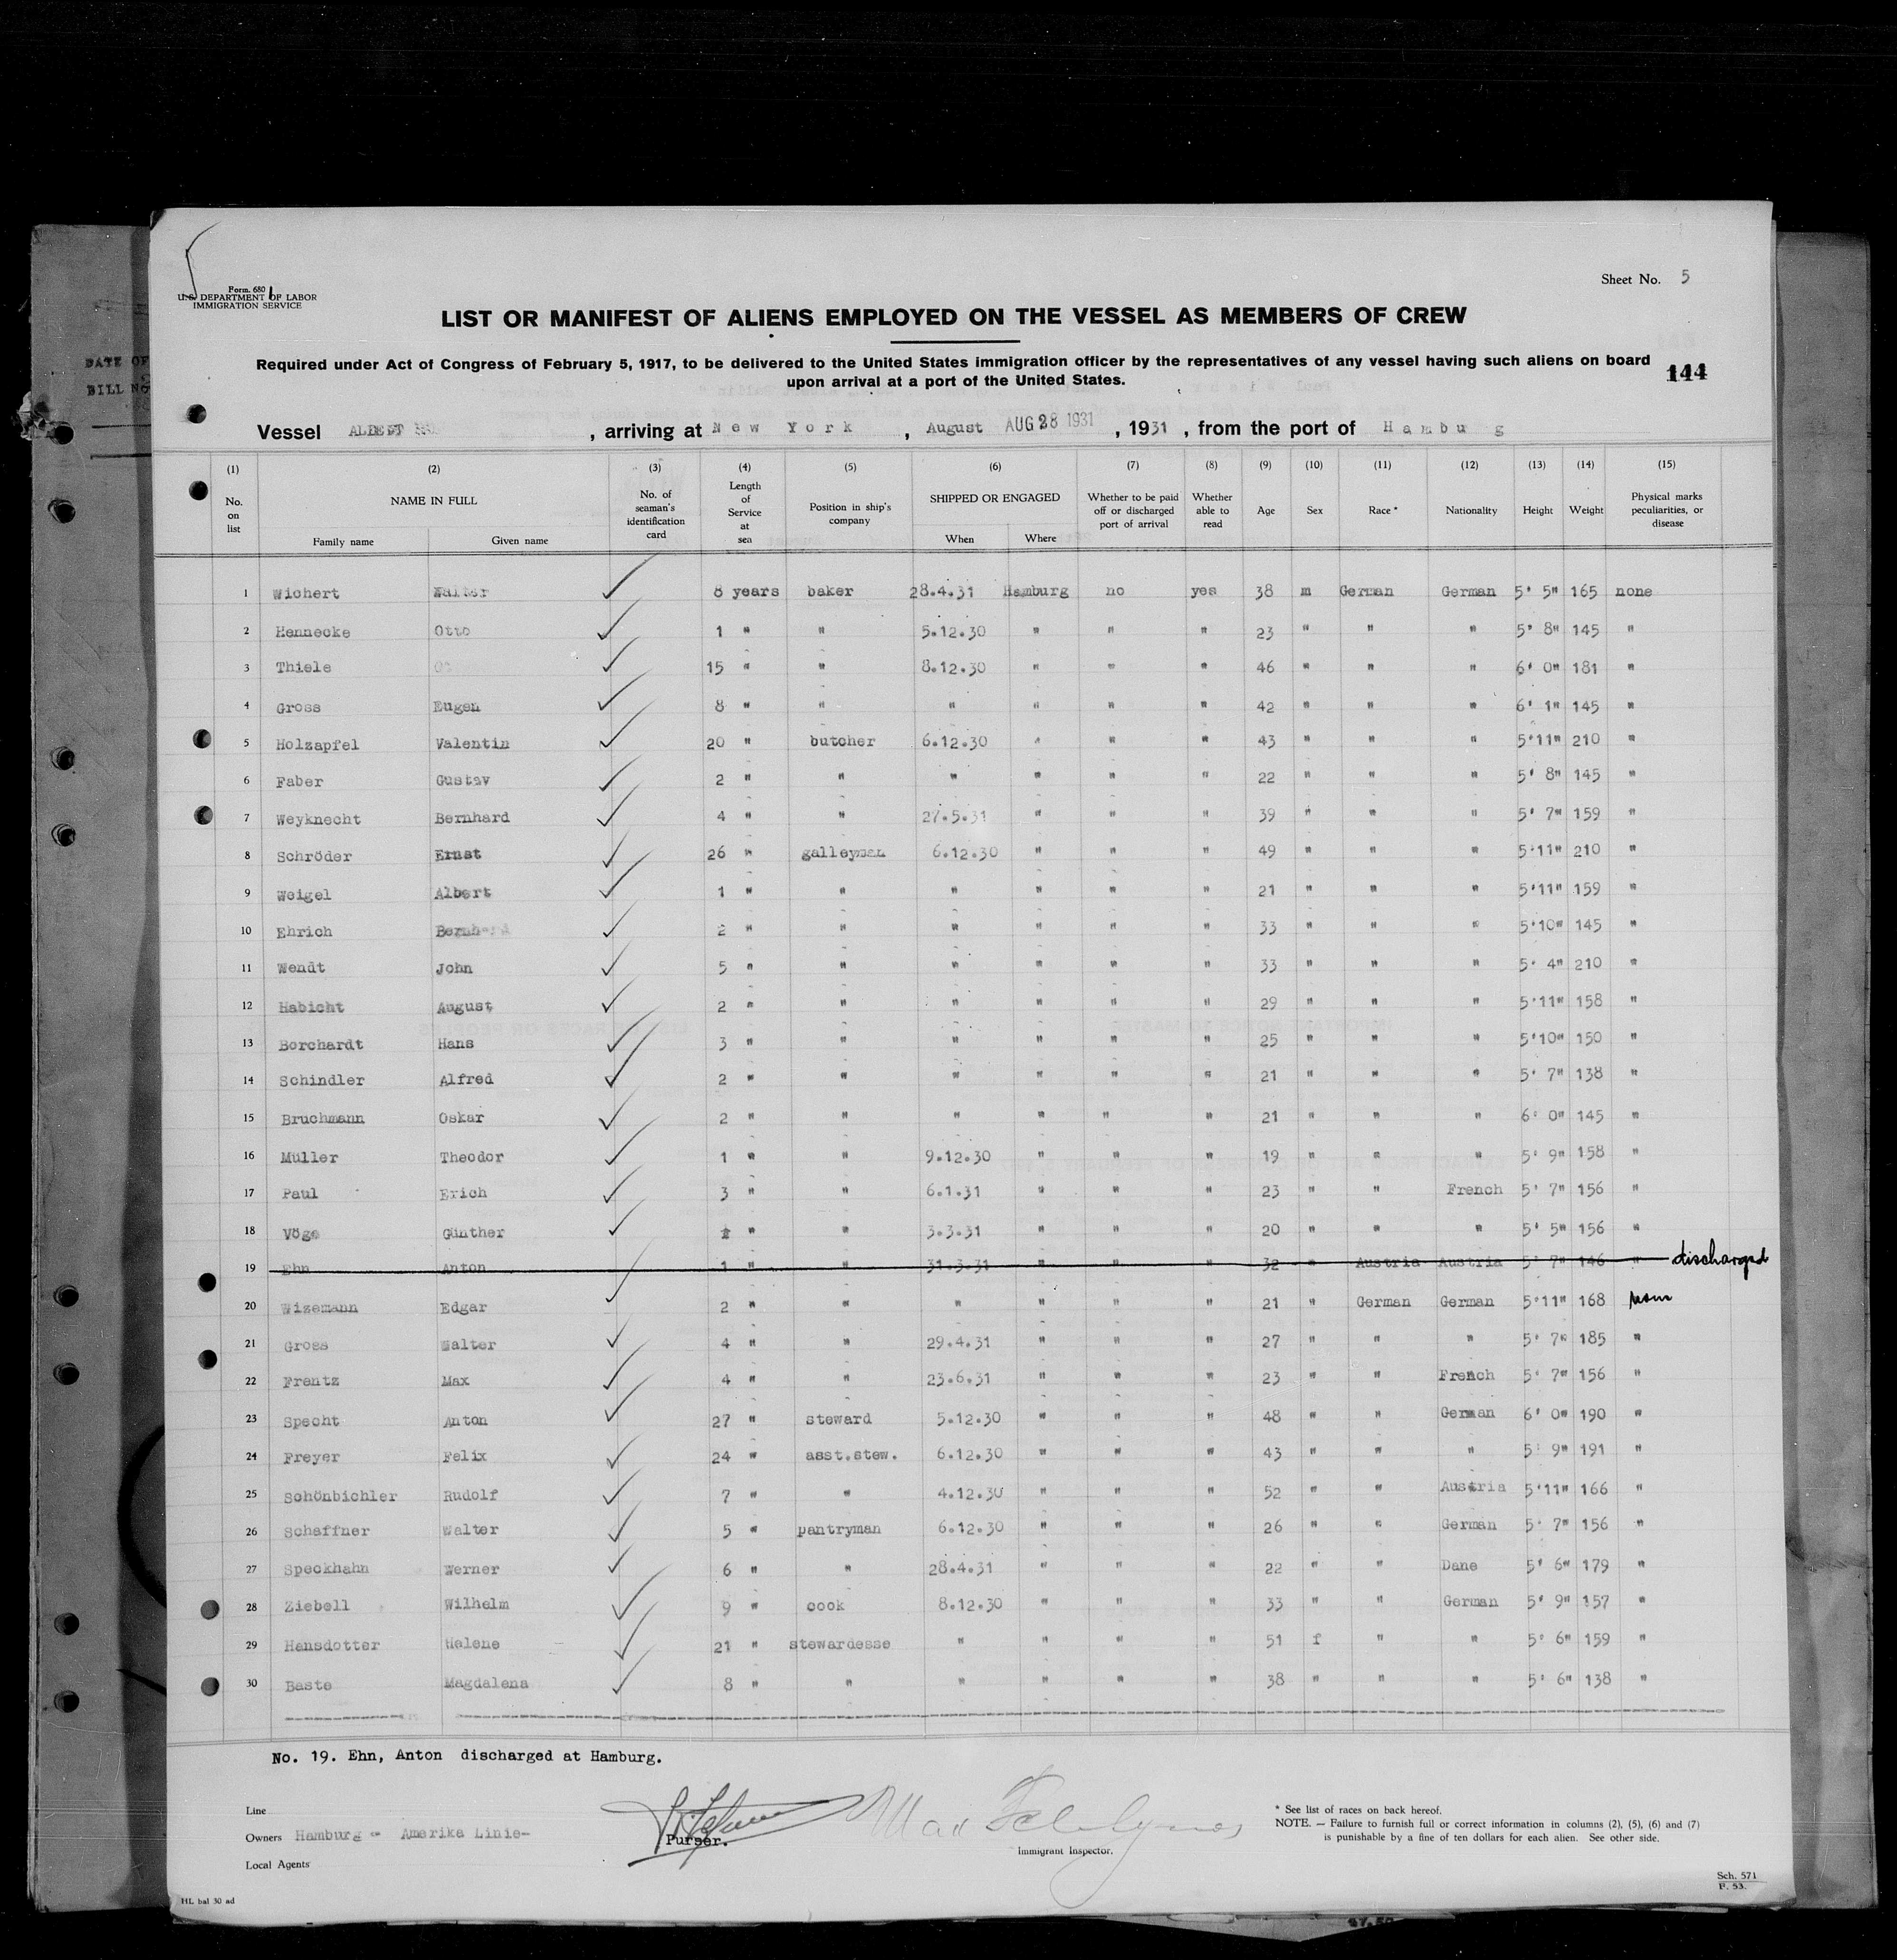 Sheet No. 5
Form. 680
U.S. DEPARTMENT OF LABOR
IMMIGRATION SERVICE
LIST OR MANIFEST OF ALIENS EMPLOYED ON THE VESSEL AS MEMBERS OF CREW
DATE OF
Required under Act of Congress of February 5, 1917, to be delivered to the United States immigration officer by the representatives of any vessel having such aliens on board
upon arrival at a port of the United States.
144
BILL NO
Vessel ALBERT , arriving at New York , August AUG 28 1931 , 1931 , from the port of Hambu g
(1) (2) (3) (4) (5) (6) (7) (8) (9) (10) (11) (12) (13) (14) (15)
No. on list NAME IN FULL Family name Given name No. of seaman's identification card Length of Service at sea Position in ship's company SHIPPED OR ENGAGED When Where Whether to be paid off or discharged port of arrival Whether able to read Age Sex Race * Nationality Height Weight Physical marks peculiarities, or disease
1 Wichert Walter 8 years baker 28.4.31 Hamburg no yes 38 m German German 5' 5" 165 none
2 Hennecke Otto 1 " " 5.12.30 " " " 23 " " " 5' 8" 145 "
3 Thiele 15 " " 8.12.30 " " " 46 " " " 6' 0" 181 "
4 Gross Eugen 8 " " " " " " 42 " " " 6' 1" 145 "
5 Holzapfel Valentin 20 " butcher 6.12.30 " " " 43 " " " 5'11" 210 "
6 Faber Gustav 2 " " " " " " 22 " " " 5' 8" 145 "
7 Weyknecht Bernhard 4 " " 27.5.31 " " " 39 " " " 5' 7" 159 "
8 Schröder Ernst 26 " galleyman 6.12.30 " " " 49 " " " 5'11" 210 "
9 Weigel Albert 1 " " " " " " 21 " " " 5'11" 159 "
10 Ehrich Bernhard 2 " " " " " " 33 " " " 5'10" 145 "
11 Wendt John 5 " " " " " " 33 " " " 5' 4" 210 "
12 Habicht August 2 " " " " " " 29 " " " 5'11" 158 "
13 Borchardt Hans 3 " " " " " " 25 " " " 5'10" 150 "
14 Schindler Alfred 2 " " " " " " 21 " " " 5' 7" 138 "
15 Bruchmann Oskar 2 " " " " " " 21 " " " 6' 0" 145 "
16 Müller Theodor 1 " " 9.12.30 " " " 19 " " " 5' 9" 158 "
17 Paul Erich 3 " " 6.1.31 " " " 23 " " French 5' 7" 156 "
18 Vöge Günther " " 3.3.31 " " " 20 " " " 5' 5" 156 "
19 Ehn Anton 1 " " 31.3.31 " " " 32 " Austria Austria 5' 7" 146 " discharged
20 Wizemann Edgar 2 " " " " " " 21 " German German 5'11" 168
21 Gross Walter 4 " " 29.4.31 " " " 27 " " " 5' 7" 185 "
22 Frentz Max 4 " " 23.6.31 " " " 23 " " French 5' 7" 156 "
23 Specht Anton 27 " steward 5.12.30 " " " 48 " " German 6' 0" 190 "
24 Freyer Felix 24 " asst.stew. 6.12.30 " " " 43 " " " 5' 9" 191 "
25 Schönbichler Rudolf 7 " " 4.12.30 " " " 52 " " Austria 5'11" 166 "
26 Schaffner Walter 5 " pantryman 6.12.30 " " " 26 " " German 5' 7" 156 "
27 Speckhahn Werner 6 " " 28.4.31 " " " 22 " " Dane 5' 6" 179 "
28 Ziebell Wilhelm 9 " cook 8.12.30 " " " 33 " " German 5' 9" 157 "
29 Hansdotter Helene 21 " stewardesse " " " " 51 f " " 5' 6" 159 "
30 Baste Magdalena 8 " " " " " " 38 " " " 5' 6" 138 "
No. 19. Ehn, Anton discharged at Hamburg.
Line
Owners Hamburg - Amerika Linie-
Local Agents
Purser.
Max
Immigrant Inspector.
* See list of races on back hereof.
NOTE. — Failure to furnish full or correct information in columns (2), (5), (6) and (7)
is punishable by a fine of ten dollars for each alien. See other side.
Sch. 571
F. 53.
HL bal 30 ad